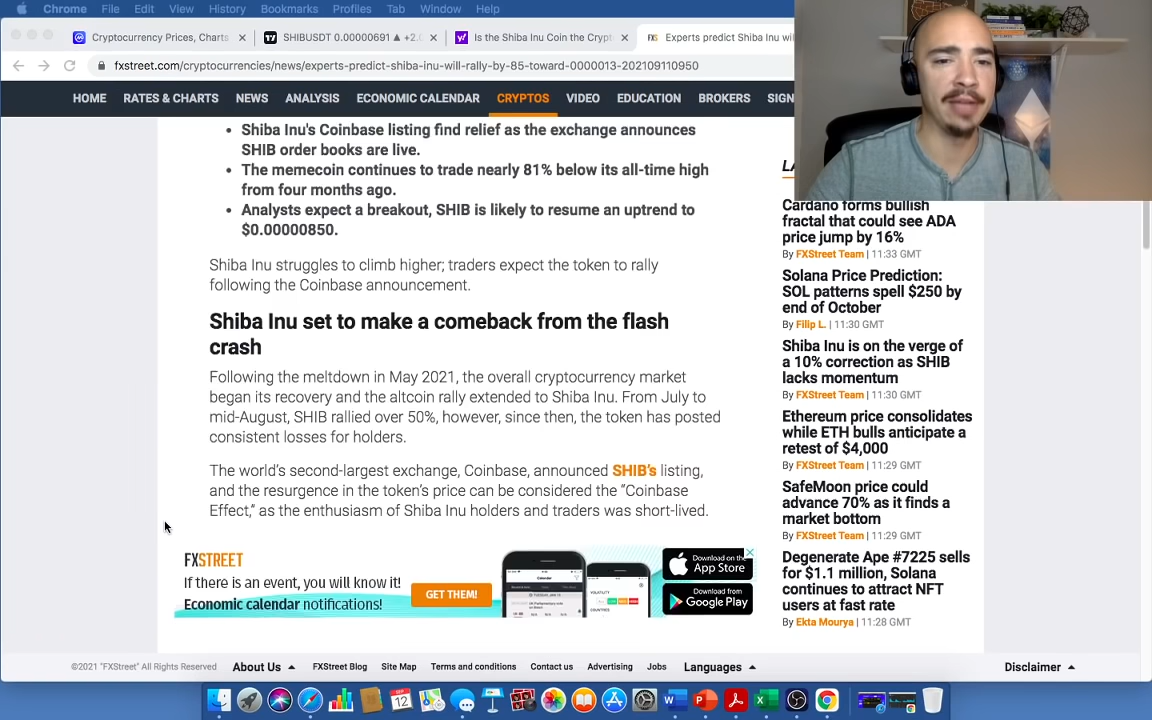 Chrome File Edit View History Bookmarks Profiles Tab Window Help
Cryptocurrency Prices, Charts
SHIBUSDT 0.00000691 ▲ +2.
Is the Shiba Inu Coin the Crypt
FXS Experts predict Shiba Inu wil
fxstreet.com/cryptocurrencies/news/experts-predict-shiba-inu-will-rally-by-85-toward-0000013-202109110950
HOME RATES & CHARTS NEWS ANALYSIS ECONOMIC CALENDAR CRYPTOS VIDEO EDUCATION BROKERS SIGN
• Shiba Inu's Coinbase listing find relief as the exchange announces
SHIB order books are live.
• The memecoin continues to trade nearly 81% below its all-time high
from four months ago.
• Analysts expect a breakout, SHIB is likely to resume an uptrend to
$0.00000850.
Shiba Inu struggles to climb higher; traders expect the token to rally
following the Coinbase announcement.
Shiba Inu set to make a comeback from the flash
crash
Following the meltdown in May 2021, the overall cryptocurrency market
began its recovery and the altcoin rally extended to Shiba Inu. From July to
mid-August, SHIB rallied over 50%, however, since then, the token has posted
consistent losses for holders.
The world's second-largest exchange, Coinbase, announced SHIB's listing,
and the resurgence in the token's price can be considered the "Coinbase
Effect," as the enthusiasm of Shiba Inu holders and traders was short-lived.
FXSTREET
If there is an event, you will know it!
Economic calendar notifications!
GET THEM!
Download on the
App Store
Download from
Google Play
Cardano forms bullish
fractal that could see ADA
price jump by 16%
By FXStreet Team | 11:33 GMT
Solana Price Prediction:
SOL patterns spell $250 by
end of October
By Filip L. | 11:30 GMT
Shiba Inu is on the verge of
a 10% correction as SHIB
lacks momentum
By FXStreet Team | 11:30 GMT
Ethereum price consolidates
while ETH bulls anticipate a
retest of $4,000
By FXStreet Team | 11:29 GMT
SafeMoon price could
advance 70% as it finds a
market bottom
By FXStreet Team | 11:29 GMT
Degenerate Ape #7225 sells
for $1.1 million, Solana
continues to attract NFT
users at fast rate
By Ekta Mourya | 11:28 GMT
©2021 "FXStreet" All Rights Reserved About Us FXStreet Blog Site Map Terms and conditions Contact us Advertising Jobs Languages Disclaimer
SEP
12